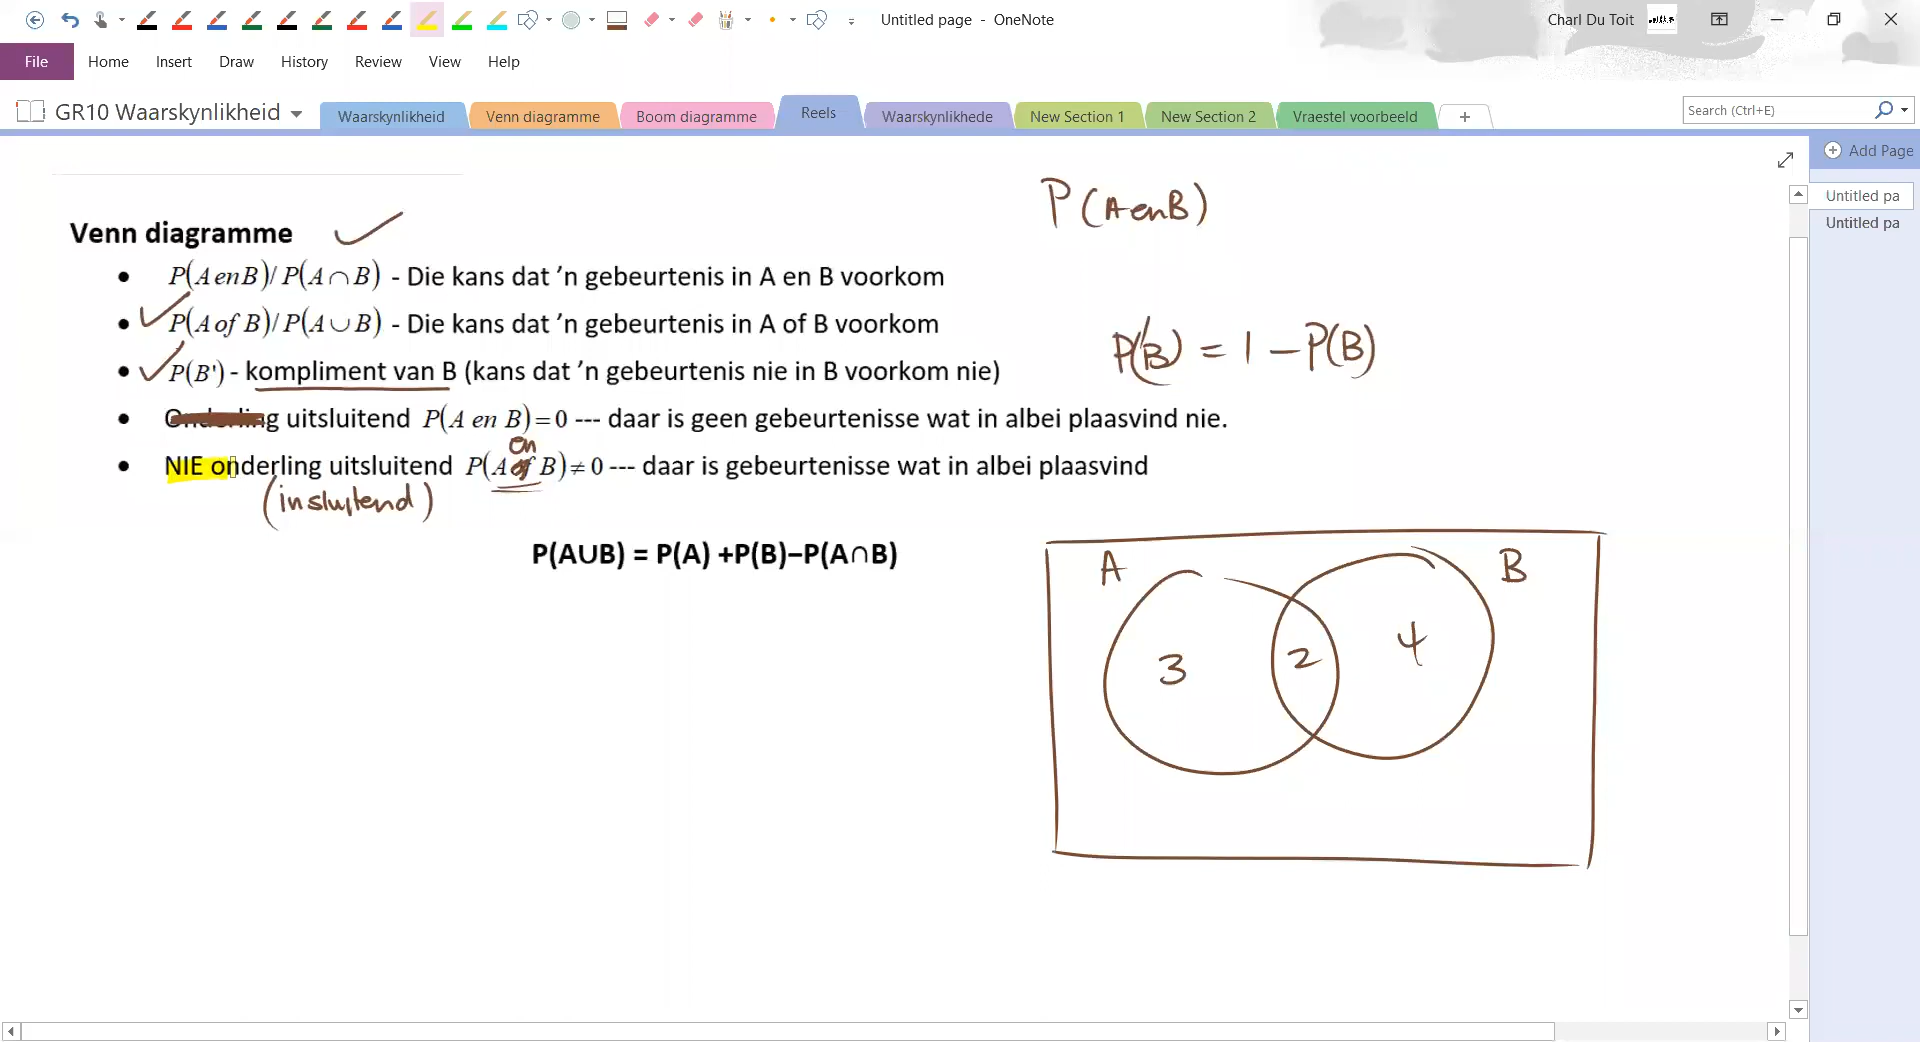 Untitled page - OneNote
Charl Du Toit
File Home Insert Draw History Review View Help
GR10 Waarskynlikheid
Waarskynlikheid
Venn diagramme
Boom diagramme
Reels
Waarskynlikhede
New Section 1
New Section 2
Vraestel voorbeeld
+
Search (Ctrl+E)
Add Page
Untitled pa
Untitled pa
P(A en B)
Venn diagramme
• P(A en B)/ P(A ∩ B) - Die kans dat 'n gebeurtenis in A en B voorkom
• P(A of B)/ P(A ∪ B) - Die kans dat 'n gebeurtenis in A of B voorkom
• P(B') - kompliment van B (kans dat 'n gebeurtenis nie in B voorkom nie)
P(B') = 1 - P(B)
• Onderling uitsluitend P(A en B) = 0 --- daar is geen gebeurtenisse wat in albei plaasvind nie.
en
• NIE onderling uitsluitend P(A of B) ≠ 0 --- daar is gebeurtenisse wat in albei plaasvind
(insluitend)
P(A∪B) = P(A) +P(B)–P(A∩B)
A B
3 2 4